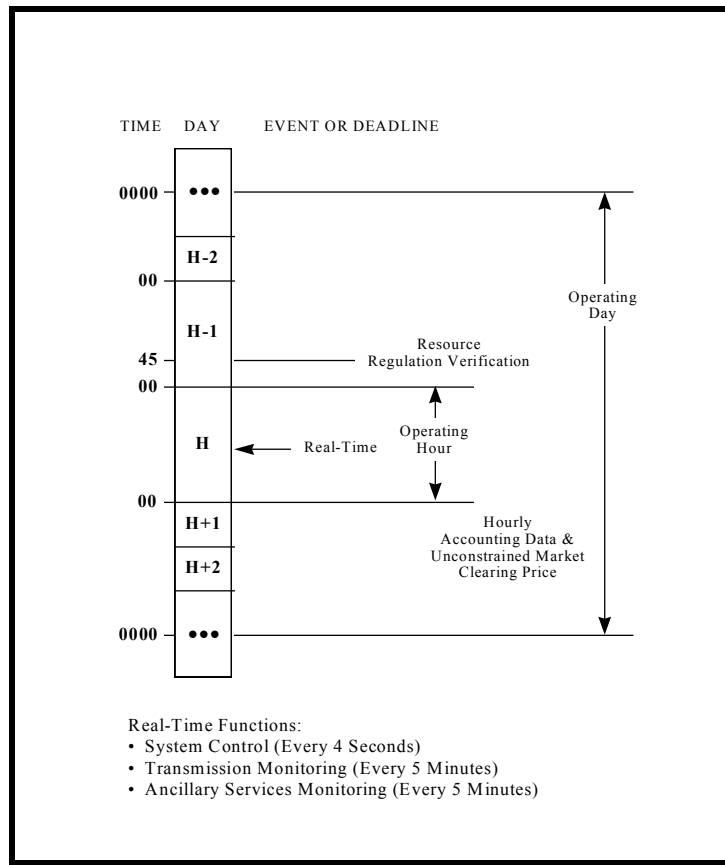 TIME DAY EVENT OR DEADLINE
0000 •••
H-2
00
Operating
Day
H-1
Resource
Regulation Verification
45
00
H
Real-Time
Operating
Hour
00
H+1
Hourly
Accounting Data &
Unconstrained Market
Clearing Price
H+2
0000 •••
Real-Time Functions:
• System Control (Every 4 Seconds)
• Transmission Monitoring (Every 5 Minutes)
• Ancillary Services Monitoring (Every 5 Minutes)